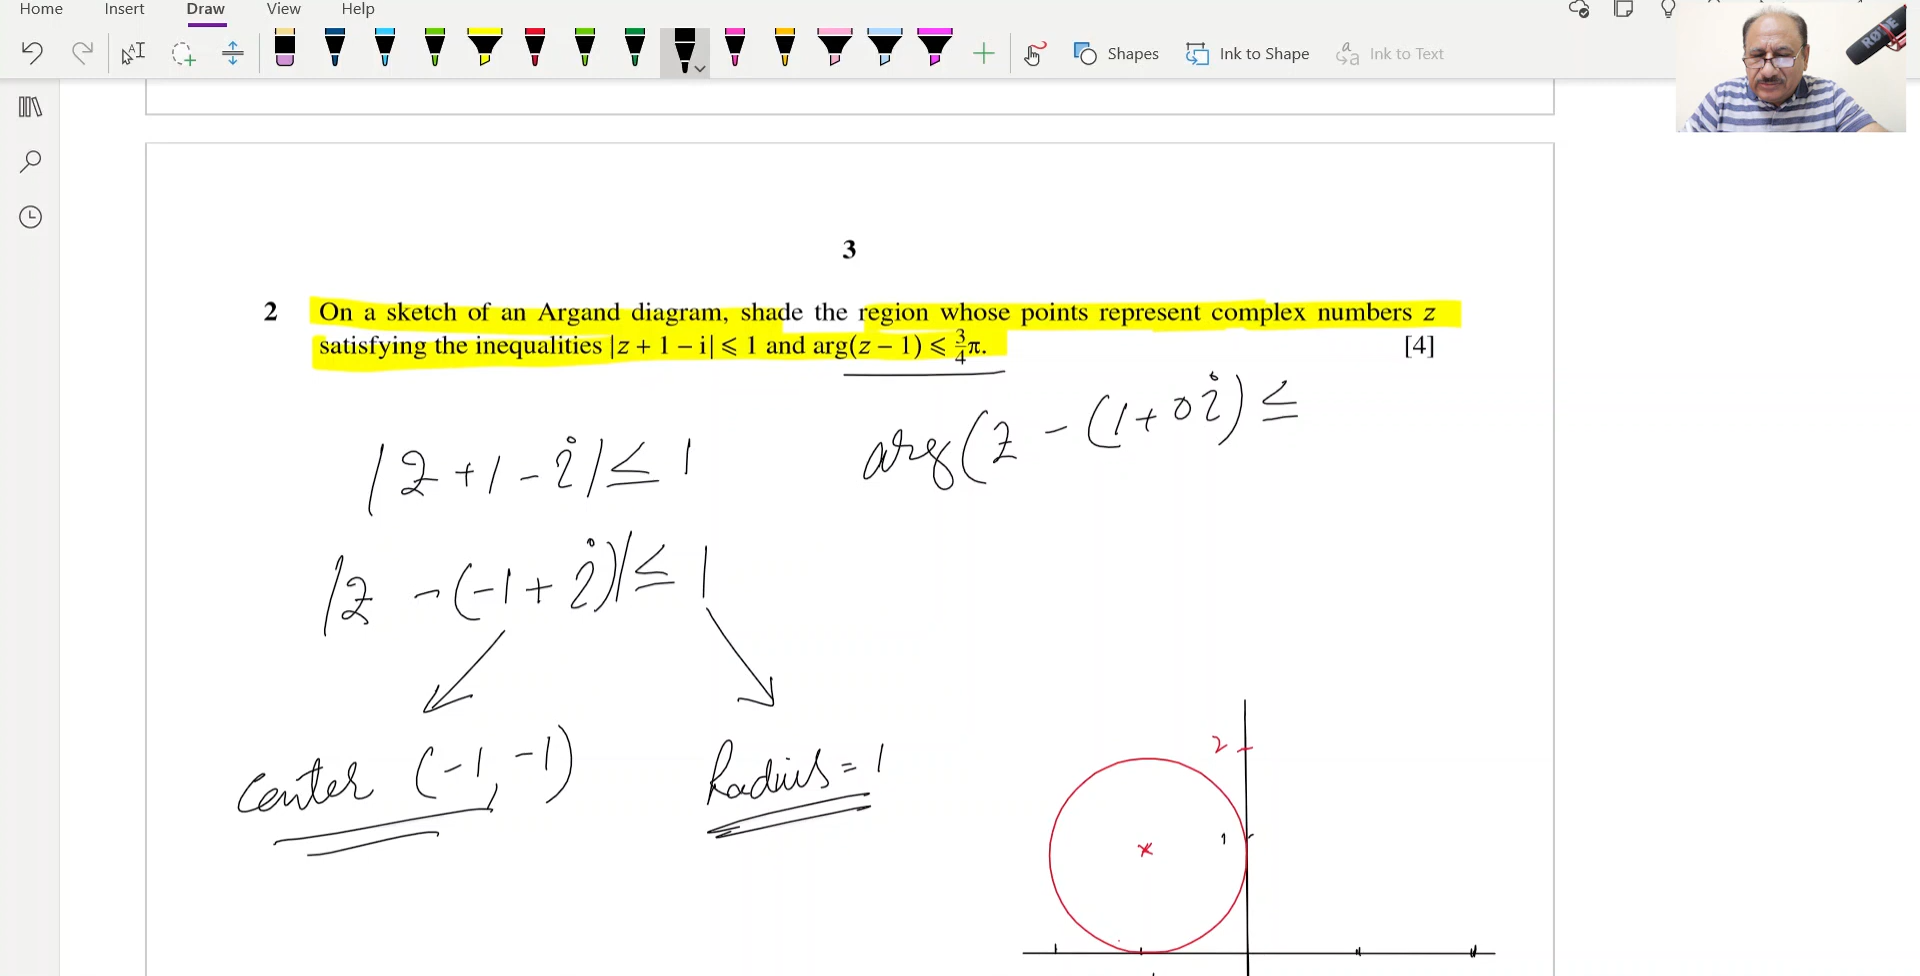 Home Insert Draw View Help
Shapes Ink to Shape Ink to Text
RØDE
3
2 On a sketch of an Argand diagram, shade the region whose points represent complex numbers z
satisfying the inequalities |z + 1 − i| ⩽ 1 and arg(z − 1) ⩽ 3/4 π. [4]
arg(z - (1+0i) ≤
|z+1-i| ≤ 1
|z -(-1+i)| ≤ 1
Center (-1, -1) Radius = 1
2
1